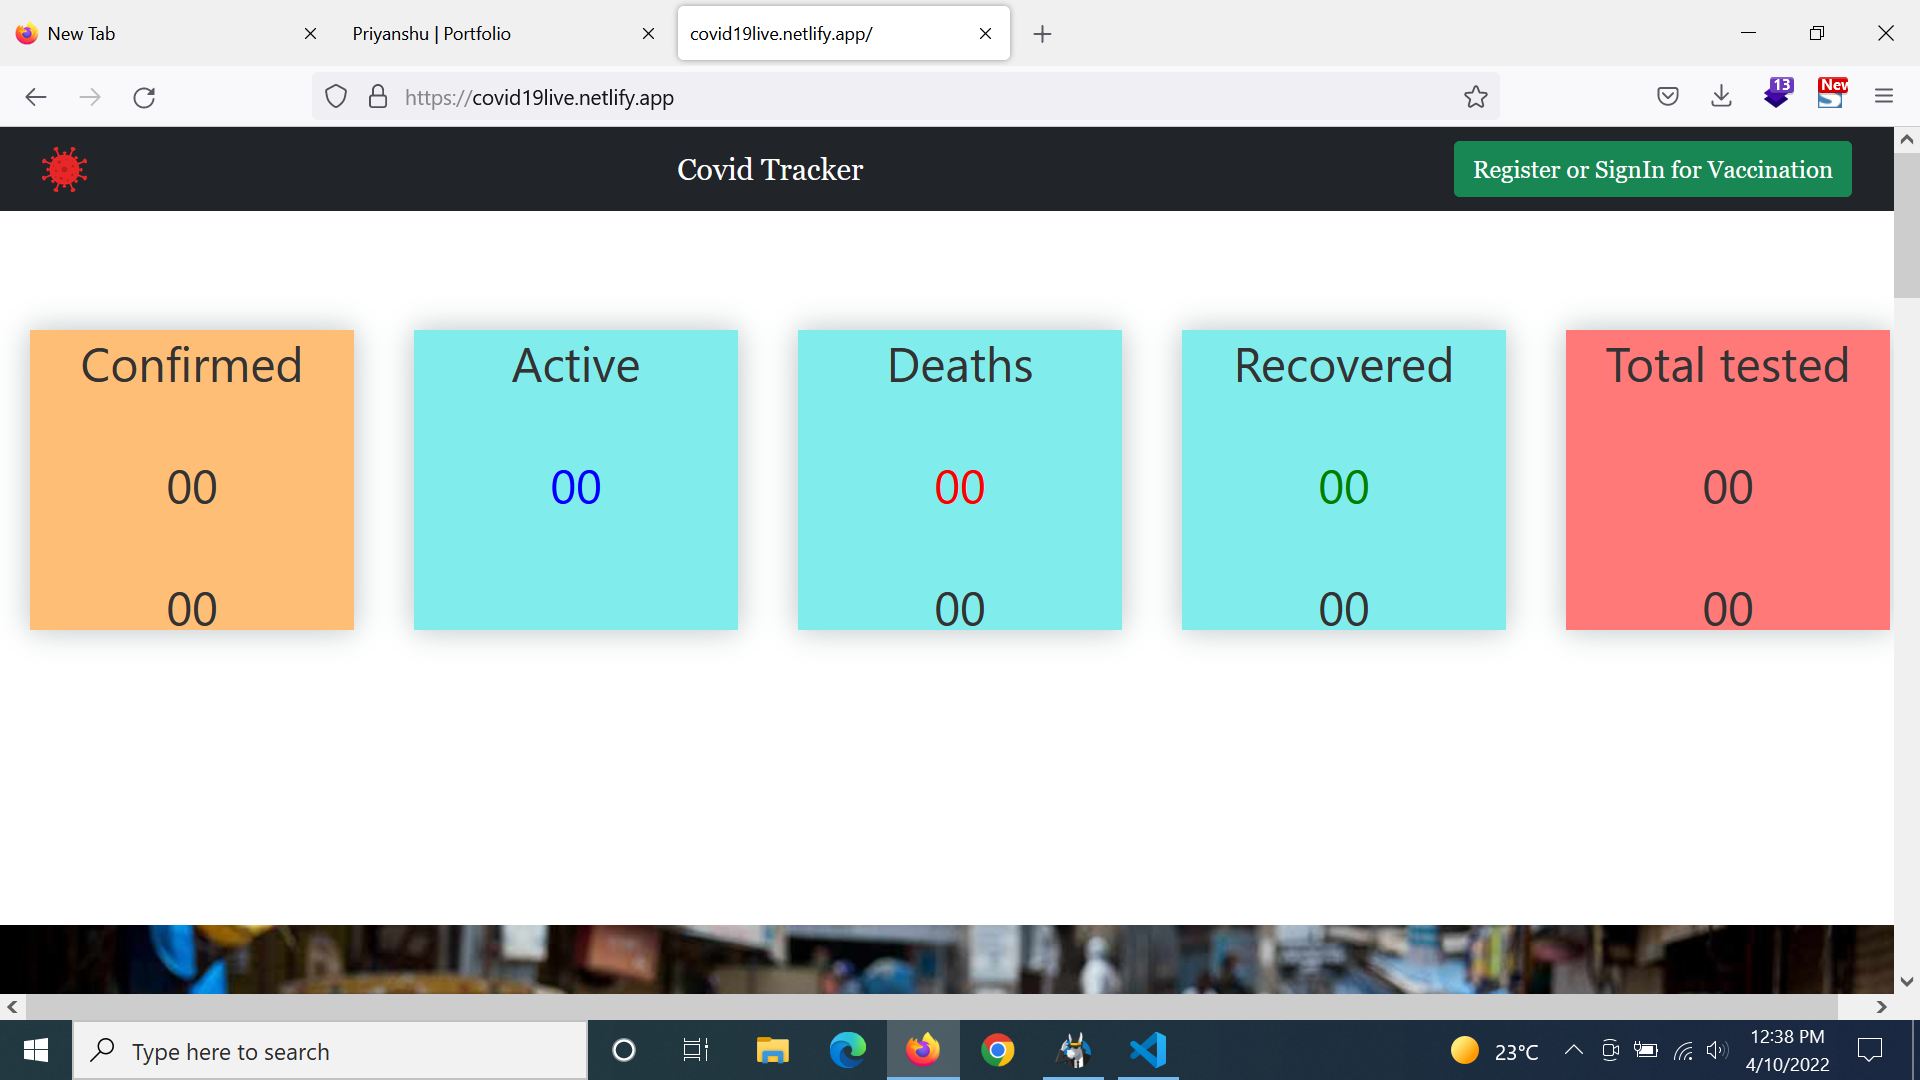 New Tab
Priyanshu | Portfolio
covid19live.netlify.app/
https://covid19live.netlify.app
13
New
Covid Tracker
Register or SignIn for Vaccination
Confirmed
Active
Deaths
Recovered
Total tested
00
00
00
00
00
00
00
00
00
Type here to search
23°C
12:38 PM
4/10/2022